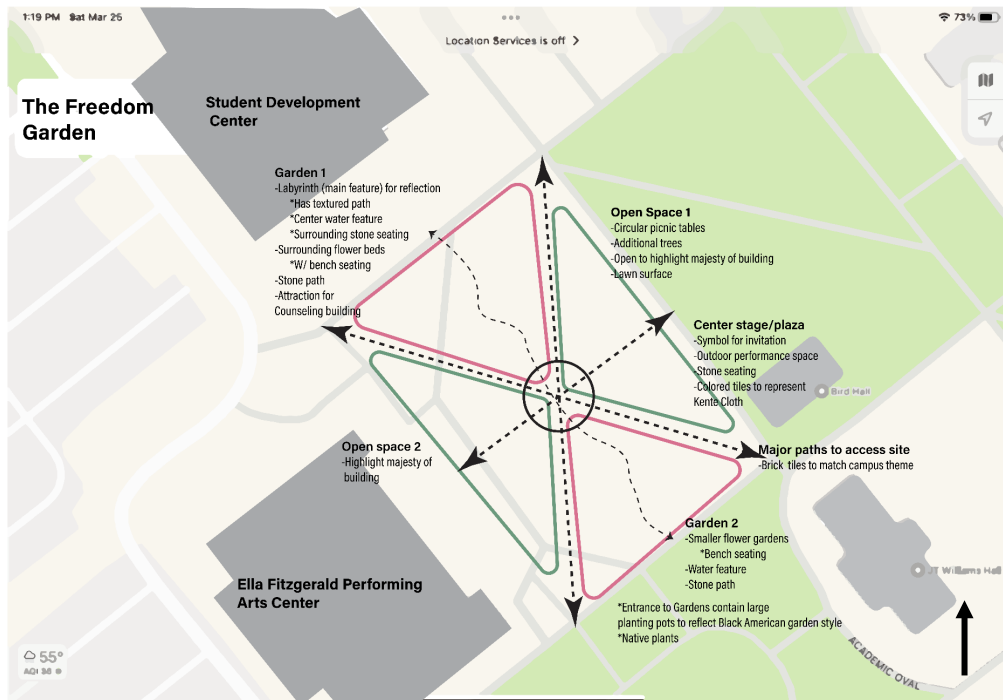 1:19 PM Sat Mar 25
73%
Location Services is off
The Freedom
Garden
Student Development
Center
Garden 1
-Labyrinth (main feature) for reflection
*Has textured path
*Center water feature
*Surrounding stone seating
-Surrounding flower beds
*W/ bench seating
-Stone path
-Attraction for
Counseling building
Open Space 1
-Circular picnic tables
-Additional trees
-Open to highlight majesty of building
-Lawn surface
Center stage/plaza
-Symbol for invitation
-Outdoor performance space
-Stone seating
-Colored tiles to represent
Kente Cloth
Bird Hall
Open space 2
-Highlight majesty of
building
Major paths to access site
-Brick tiles to match campus theme
Garden 2
-Smaller flower gardens
*Bench seating
-Water feature
-Stone path
JT Williams Hall
Ella Fitzgerald Performing
Arts Center
*Entrance to Gardens contain large
planting pots to reflect Black American garden style
*Native plants
ACADEMIC OVAL
55°
AQI 36